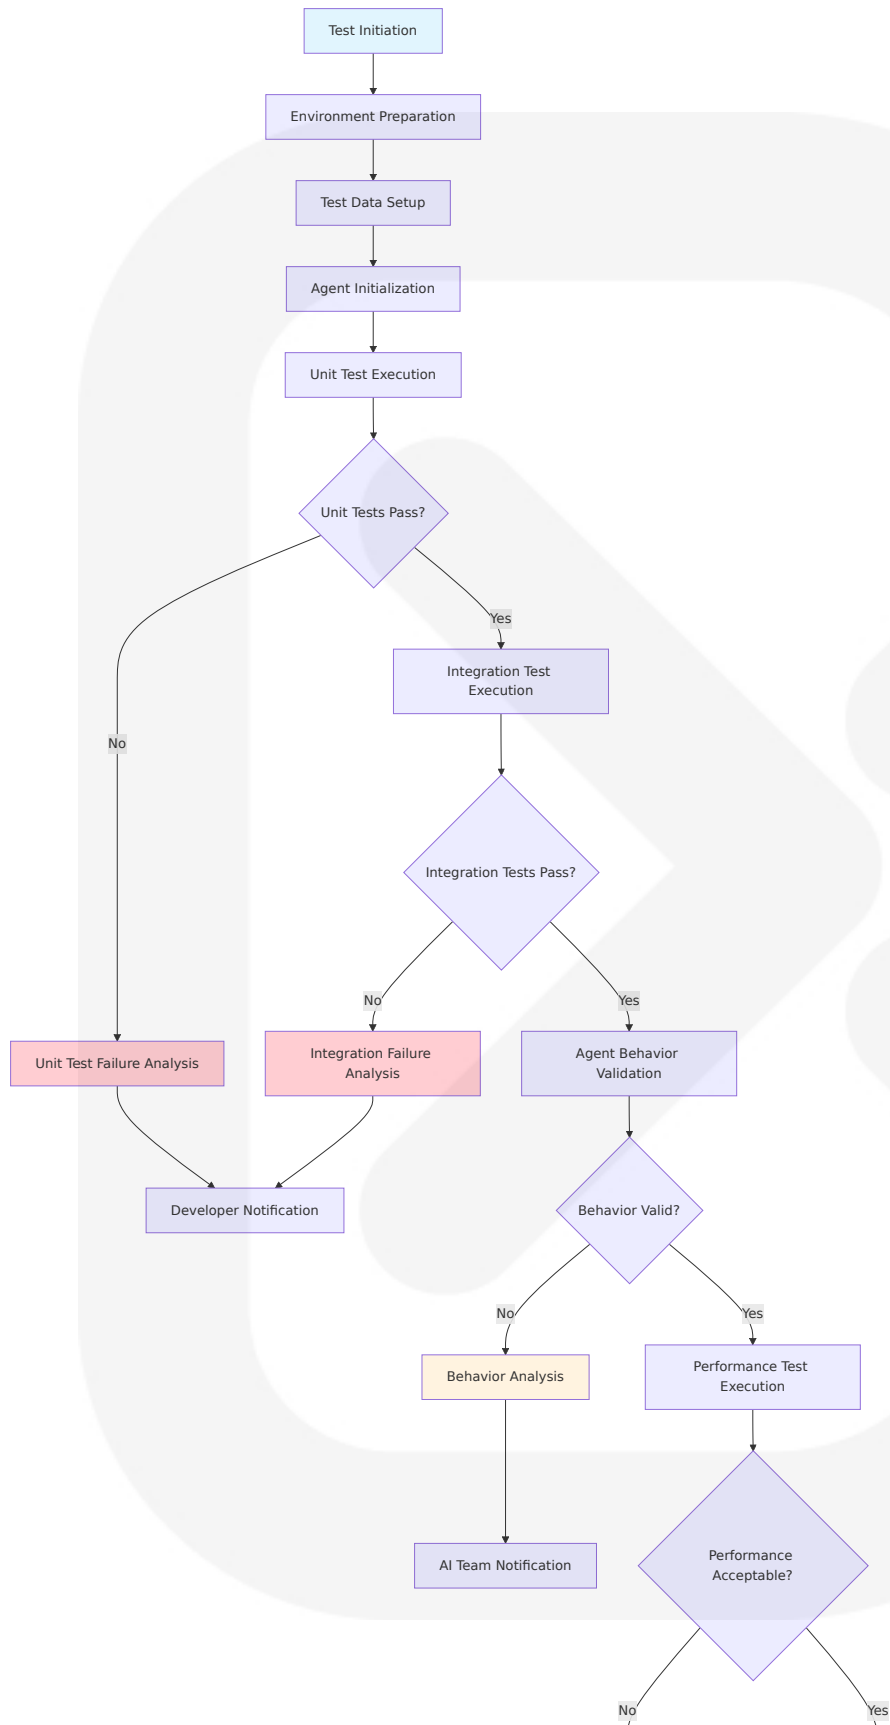 Test Initiation
Environment Preparation
Test Data Setup
Agent Initialization
Unit Test Execution
Unit Tests Pass?
Yes
Integration Test
Execution
No
Integration Tests Pass?
No
Yes
Unit Test Failure Analysis
Integration Failure
Analysis
Agent Behavior
Validation
Developer Notification
Behavior Valid?
No
Yes
Behavior Analysis
Performance Test
Execution
AI Team Notification
Performance
Acceptable?
No
Yes